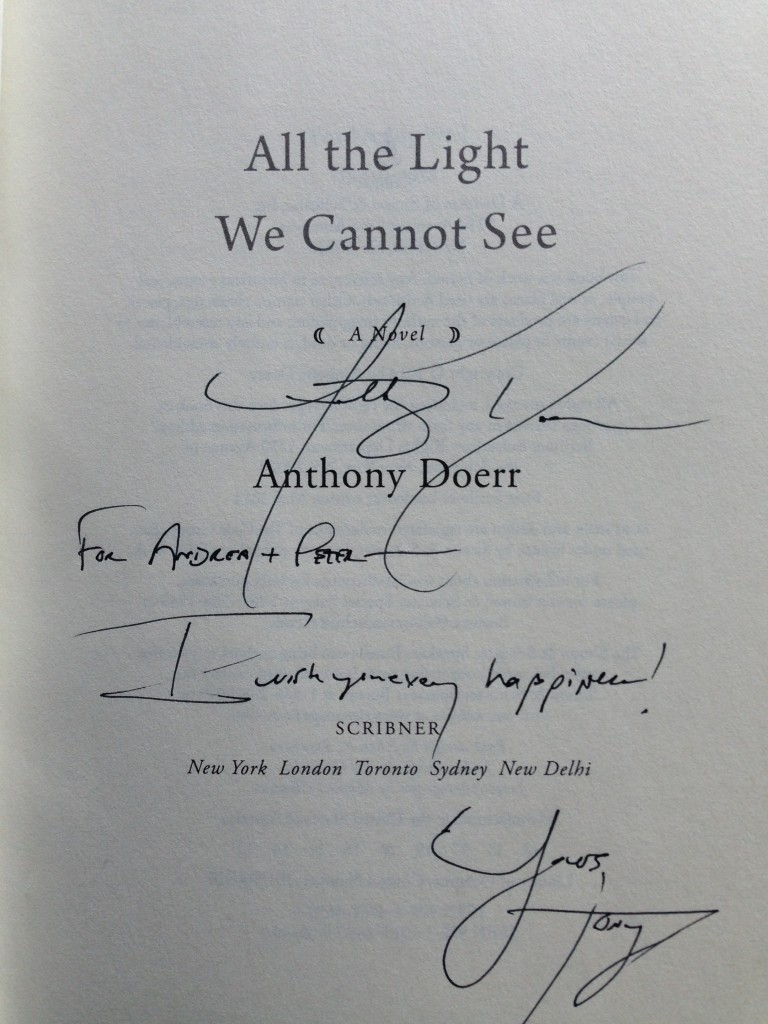 All the Light
We Cannot See
A Novel
Anthony Doerr
For Andrea + Peter—
I wish you every happiness!
SCRIBNER
New York London Toronto Sydney New Delhi
Yours,
Tony